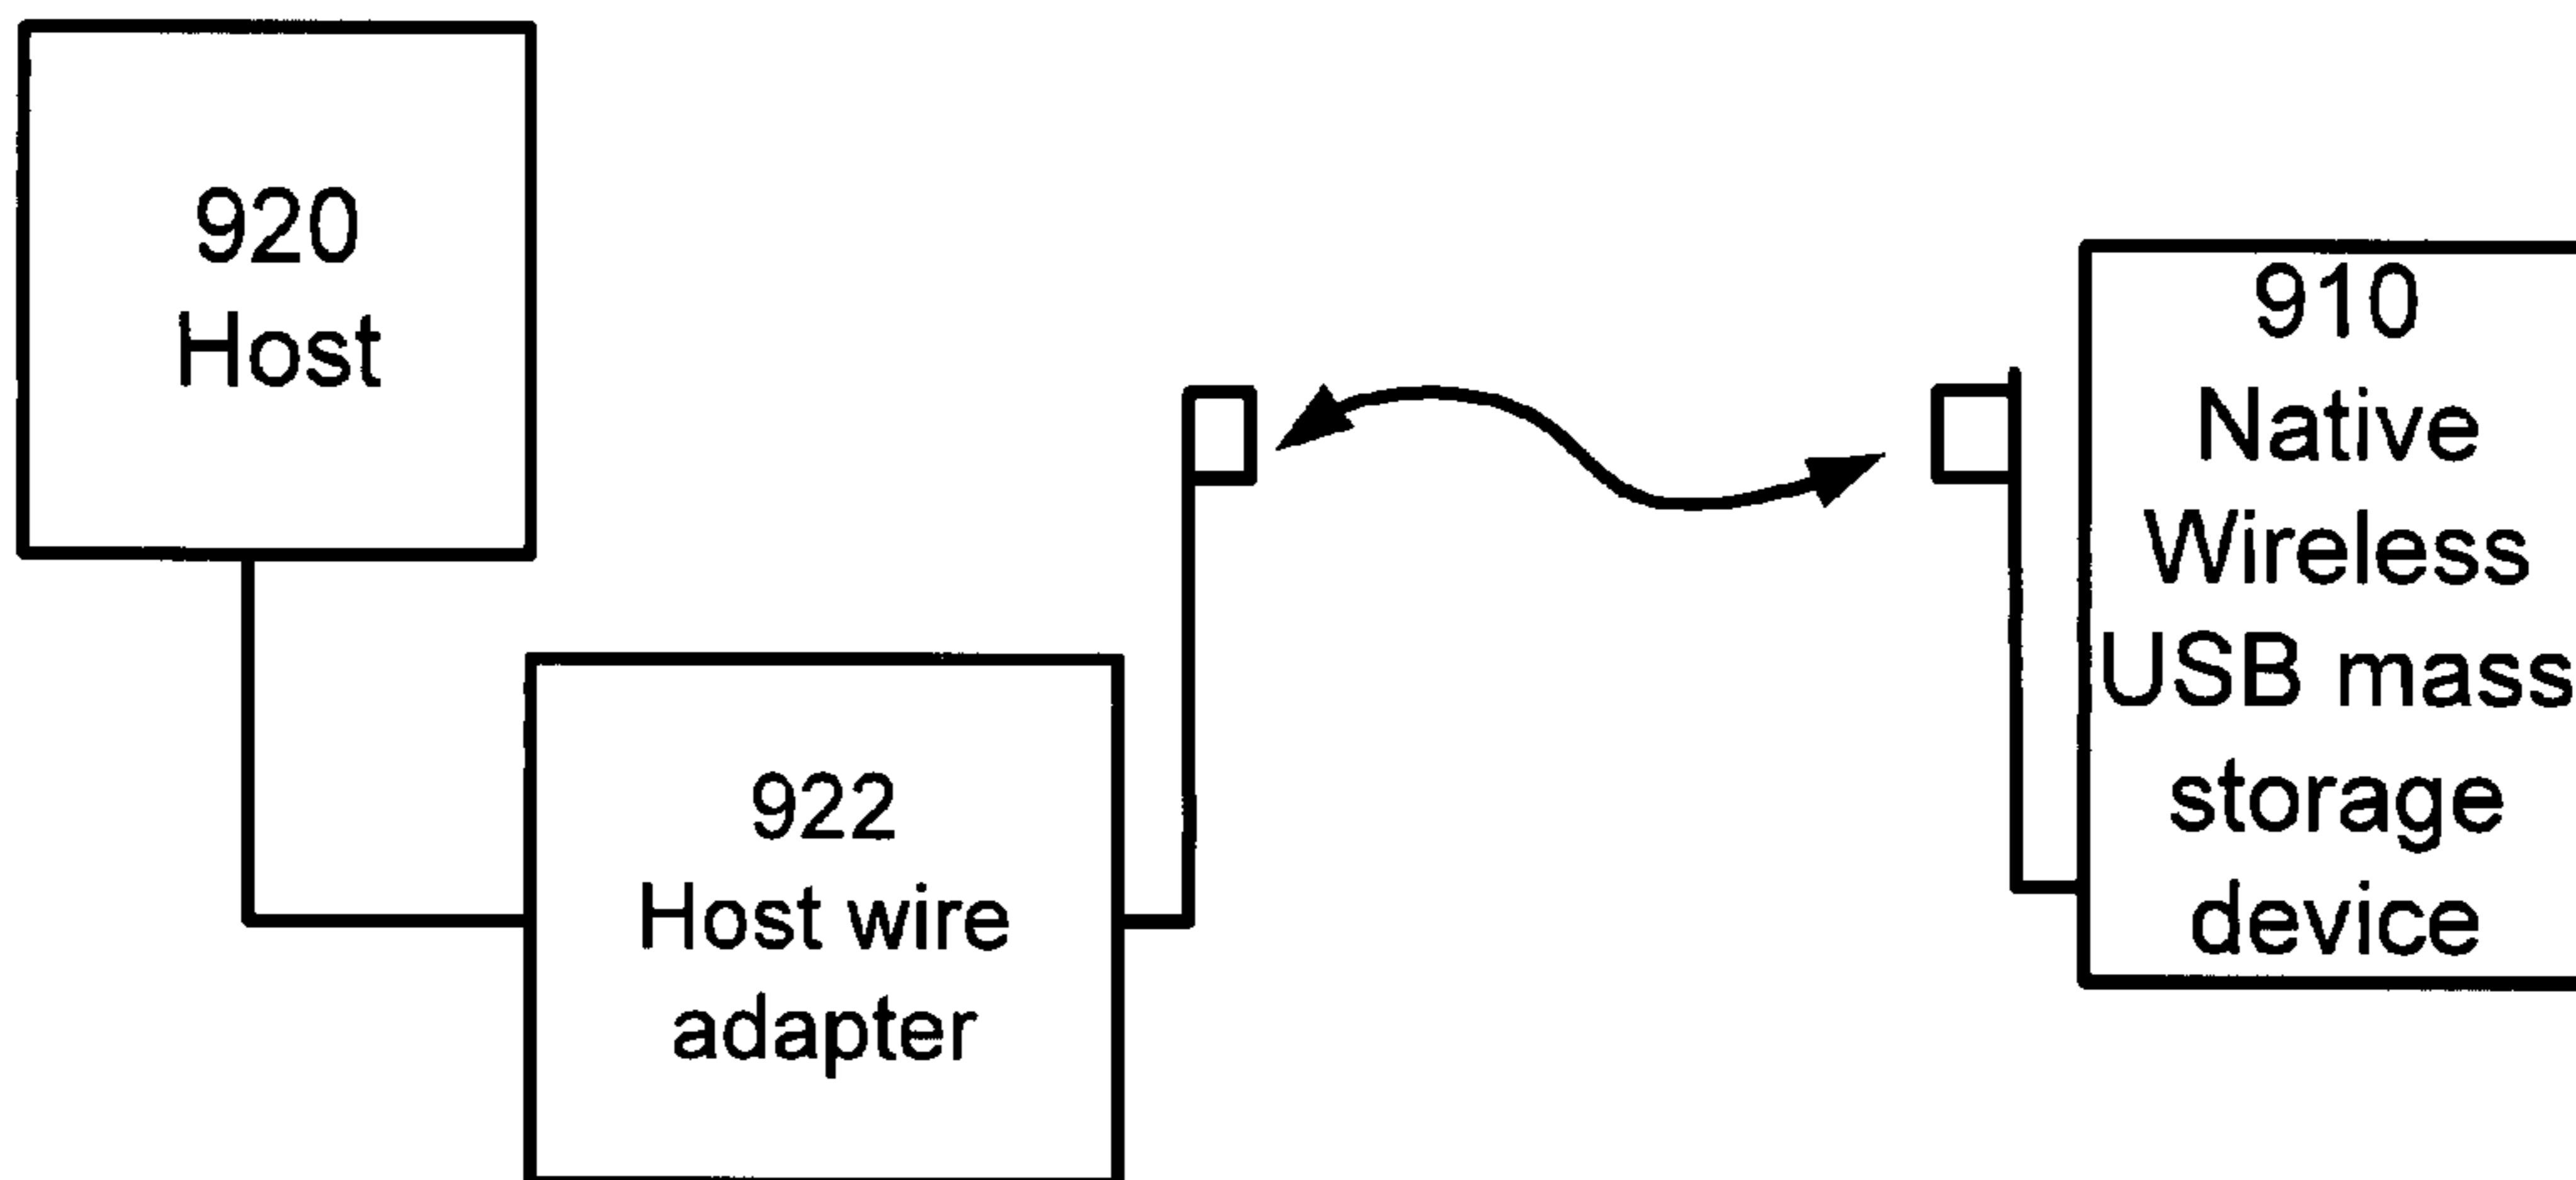 920
Host
922
Host wire
adapter
910
Native
Wireless
USB mass
storage
device